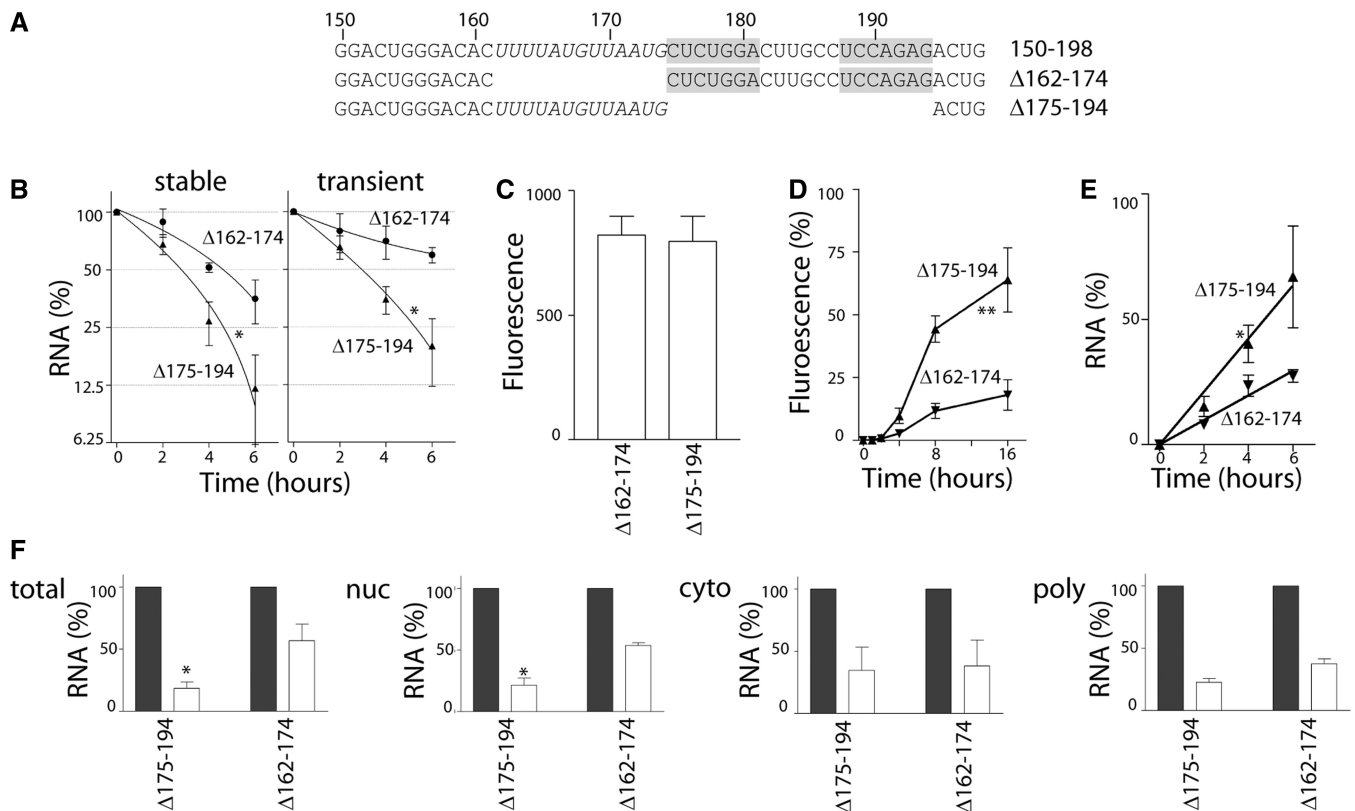 A
150 160 170 180 190
GGACUGGGACACUUUUAUGUUAAUGCUCUGGACUUGCCUCCAGAGACUG 150-198
GGACUGGGACAC CUCUGGACUUGCCUCCAGAGACUG Δ162-174
GGACUGGGACACUUUUAUGUUAAUG ACUG Δ175-194
B
stable transient
RNA (%)
100
50
25
12.5
6.25
Δ162-174
*
Δ175-194
Δ162-174
*
Δ175-194
0 2 4 6 0 2 4 6
Time (hours)
C
Fluorescence
1000
500
0
Δ162-174
Δ175-194
D
Fluroescence (%)
100
75
50
25
0
Δ175-194
**
Δ162-174
0 8 16
Time (hours)
E
RNA (%)
100
50
0
Δ175-194
*
Δ162-174
0 2 4 6
Time (hours)
F
total
RNA (%)
100
50
0
*
Δ175-194
Δ162-174
nuc
RNA (%)
100
50
0
*
Δ175-194
Δ162-174
cyto
RNA (%)
100
50
0
Δ175-194
Δ162-174
poly
RNA (%)
100
50
0
Δ175-194
Δ162-174